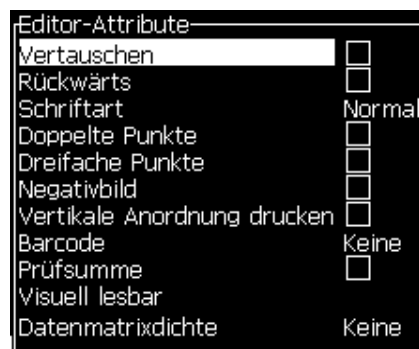 Editor-Attribute
Vertauschen
Rückwärts
Schriftart Normal
Doppelte Punkte
Dreifache Punkte
Negativbild
Vertikale Anordnung drucken
Barcode Keine
Prüfsumme
Visuell lesbar
Datenmatrixdichte Keine